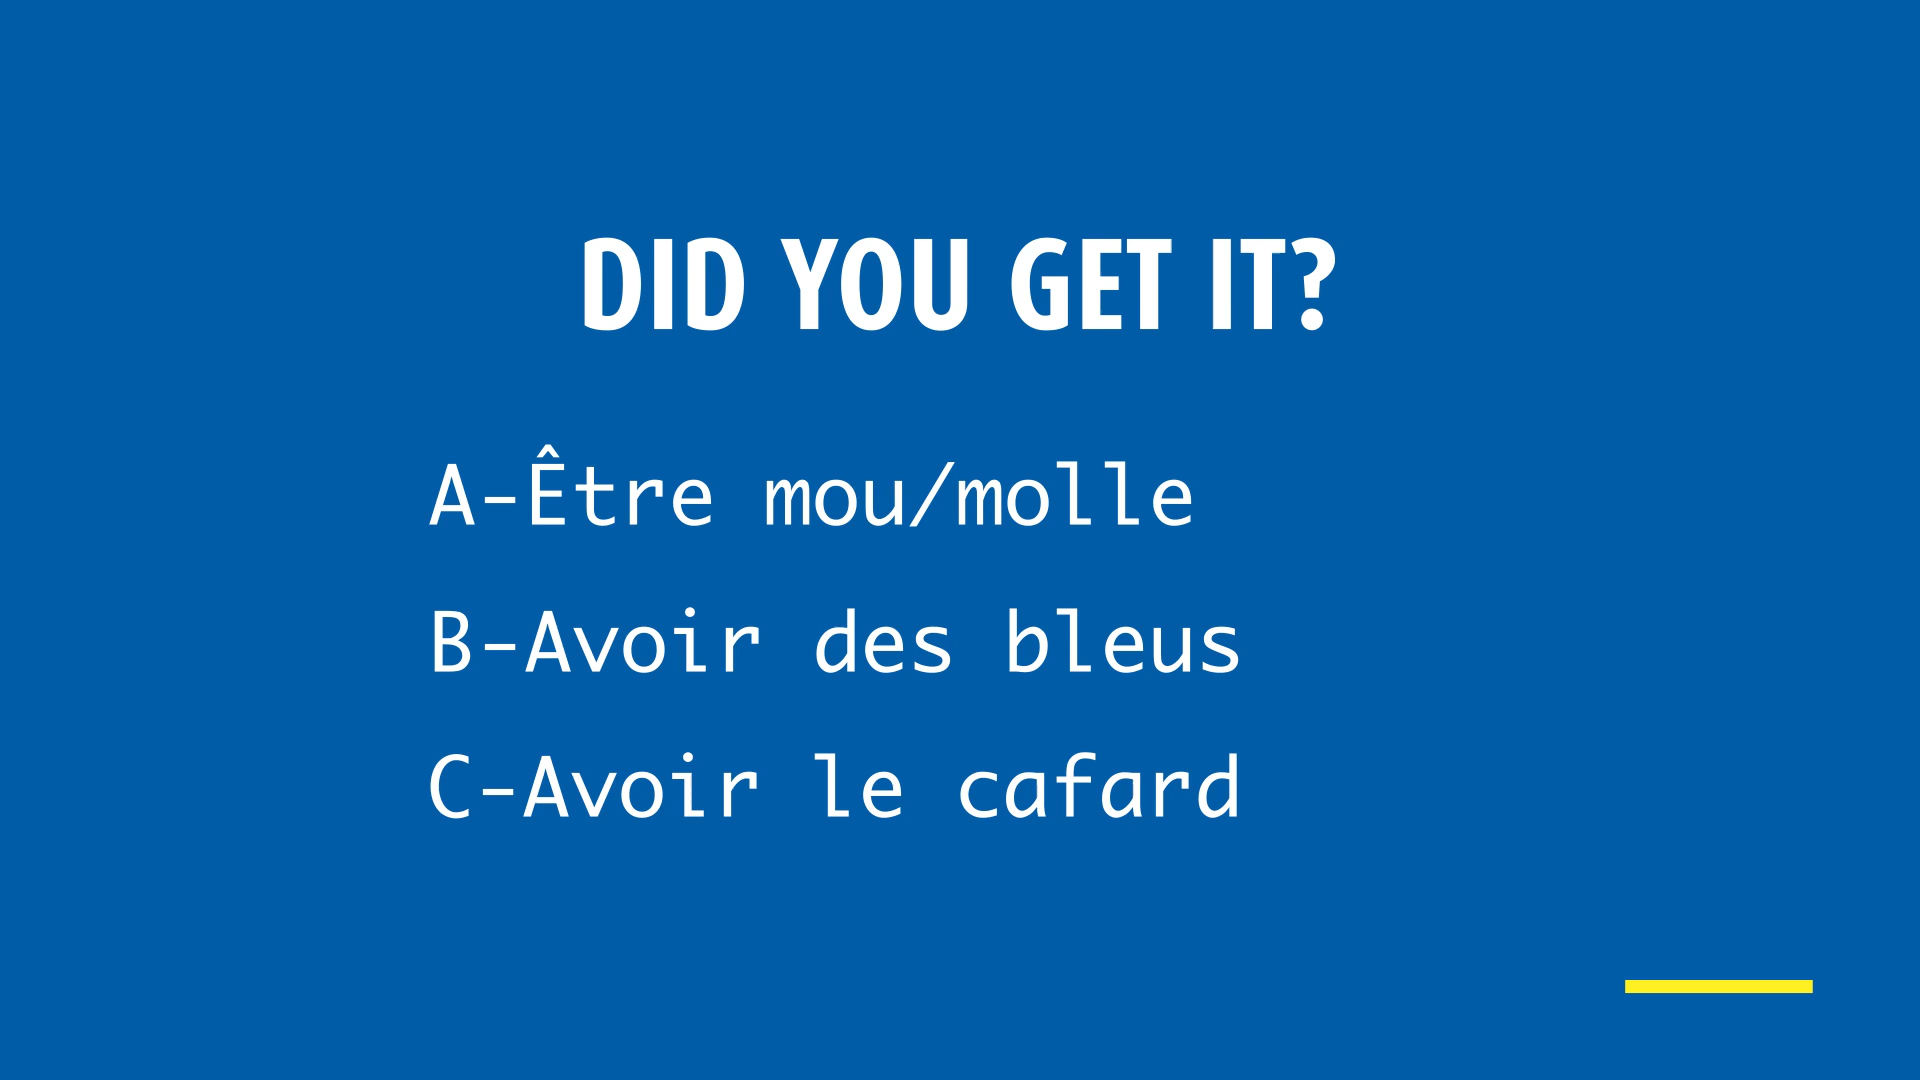 DID YOU GET IT?
A-Être mou/molle
B-Avoir des bleus
C-Avoir le cafard